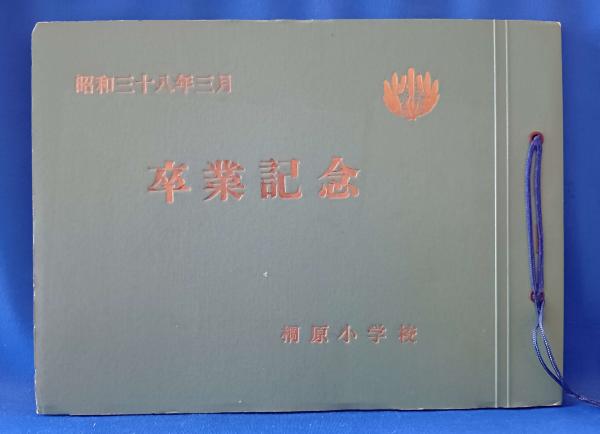 昭和三十八年三月
卒業記念
桐原小学校